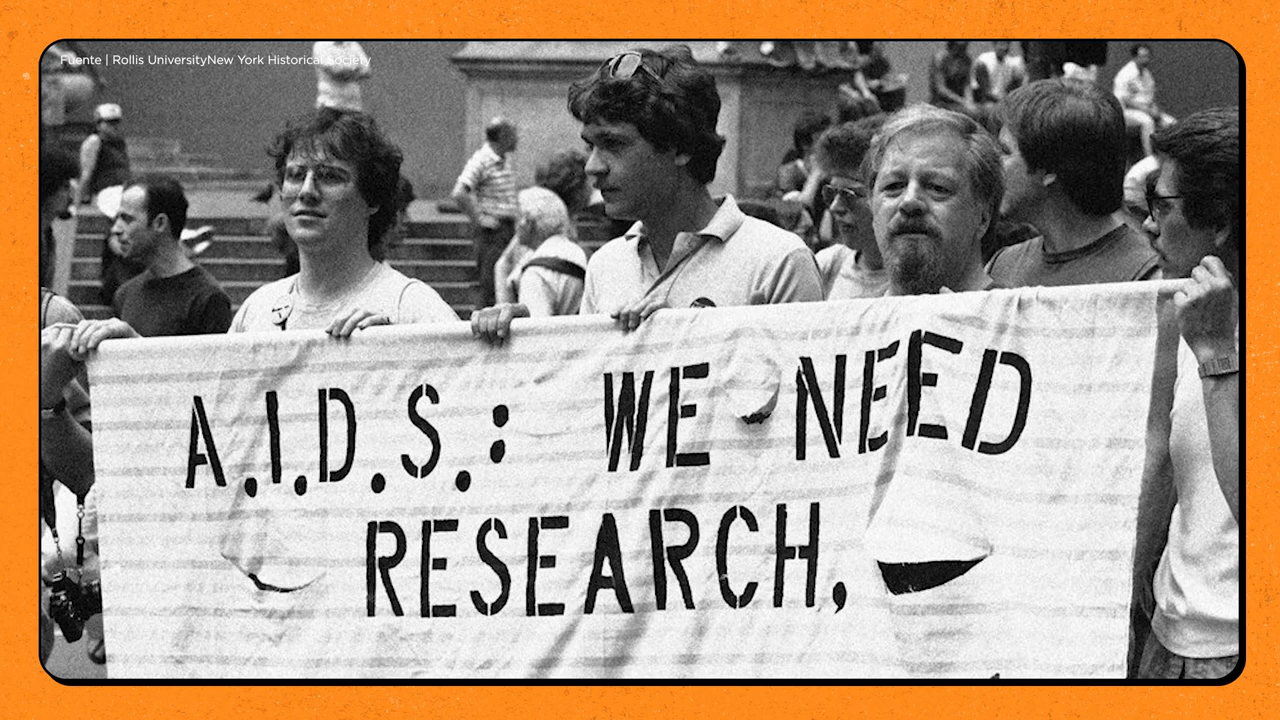 Fuente | Rollis UniversityNew York Historical Society
A.I.D.S.: WE NEED
RESEARCH,